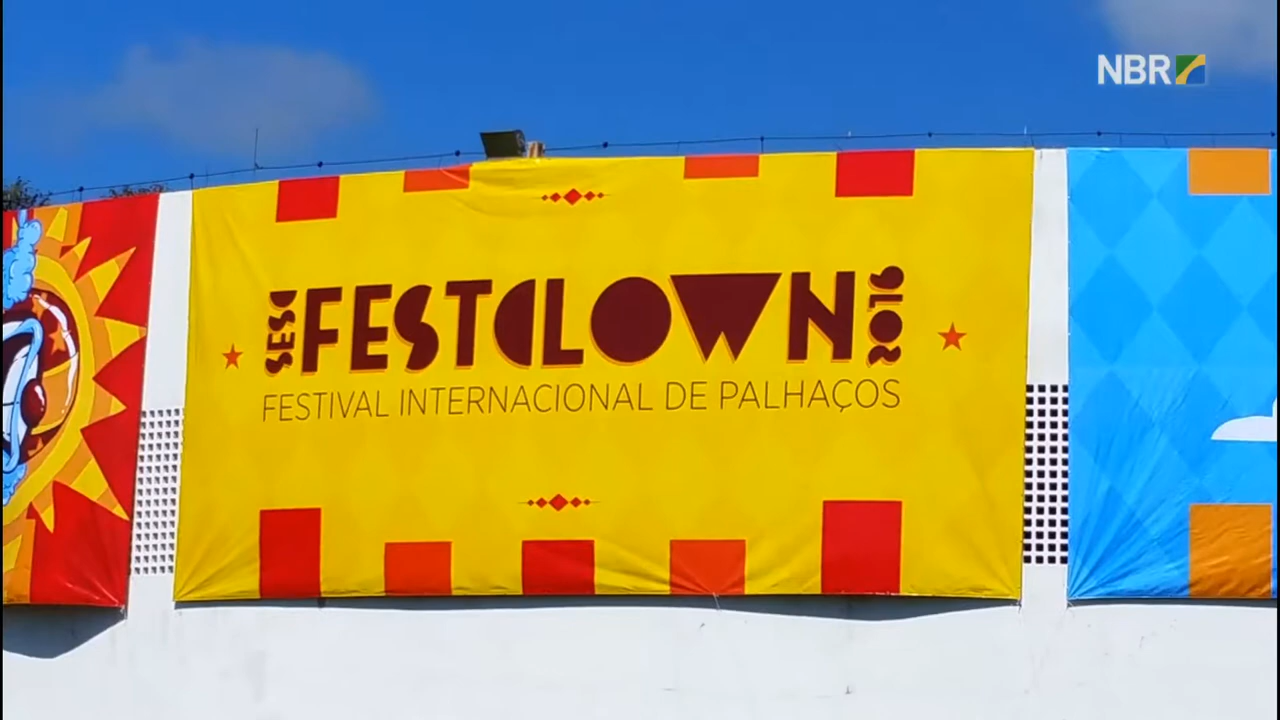 NBR
SESC FESTCLOWN 2016
FESTIVAL INTERNACIONAL DE PALHAÇOS